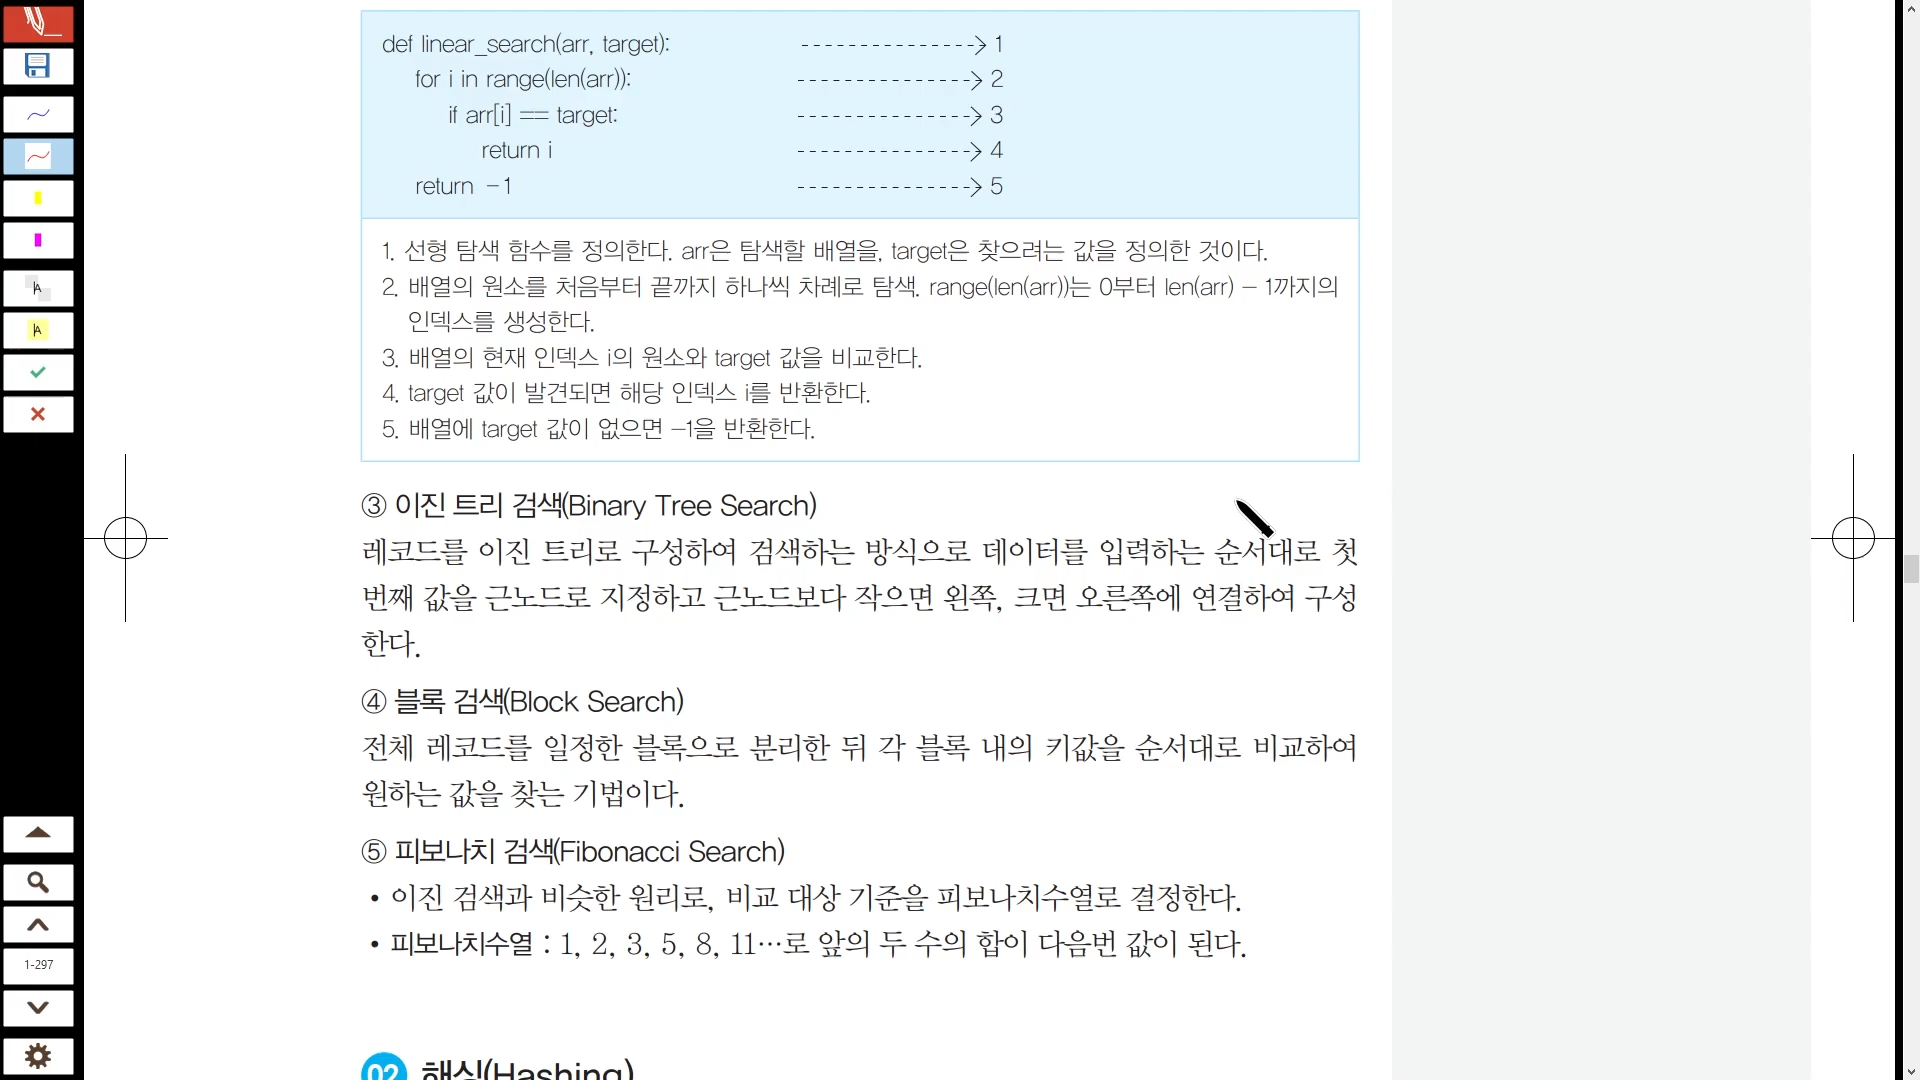 def linear_search(arr, target): ---------------> 1
for i in range(len(arr)): ---------------> 2
if arr[i] == target: ---------------> 3
return i ---------------> 4
return -1 ---------------> 5
1. 선형 탐색 함수를 정의한다. arr은 탐색할 배열을, target은 찾으려는 값을 정의한 것이다.
2. 배열의 원소를 처음부터 끝까지 하나씩 차례로 탐색. range(len(arr))는 0부터 len(arr) - 1까지의
인덱스를 생성한다.
3. 배열의 현재 인덱스 i의 원소와 target 값을 비교한다.
4. target 값이 발견되면 해당 인덱스 i를 반환한다.
5. 배열에 target 값이 없으면 -1을 반환한다.
③ 이진 트리 검색(Binary Tree Search)
레코드를 이진 트리로 구성하여 검색하는 방식으로 데이터를 입력하는 순서대로 첫
번째 값을 근노드로 지정하고 근노드보다 작으면 왼쪽, 크면 오른쪽에 연결하여 구성
한다.
④ 블록 검색(Block Search)
전체 레코드를 일정한 블록으로 분리한 뒤 각 블록 내의 키값을 순서대로 비교하여
원하는 값을 찾는 기법이다.
⑤ 피보나치 검색(Fibonacci Search)
• 이진 검색과 비슷한 원리로, 비교 대상 기준을 피보나치수열로 결정한다.
• 피보나치수열 : 1, 2, 3, 5, 8, 11…로 앞의 두 수의 합이 다음번 값이 된다.
1-297
02 해싱(Hashing)